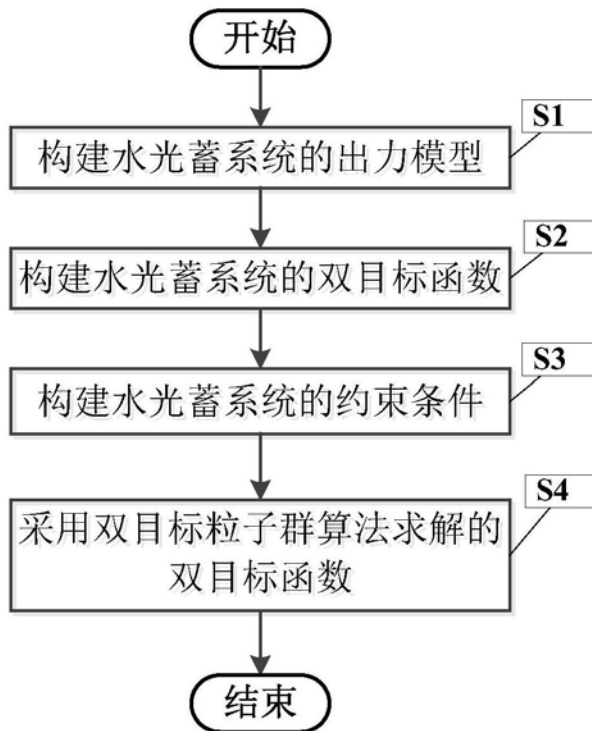 开始
S1
构建水光蓄系统的出力模型
S2
构建水光蓄系统的双目标函数
S3
构建水光蓄系统的约束条件
S4
采用双目标粒子群算法求解的
双目标函数
结束